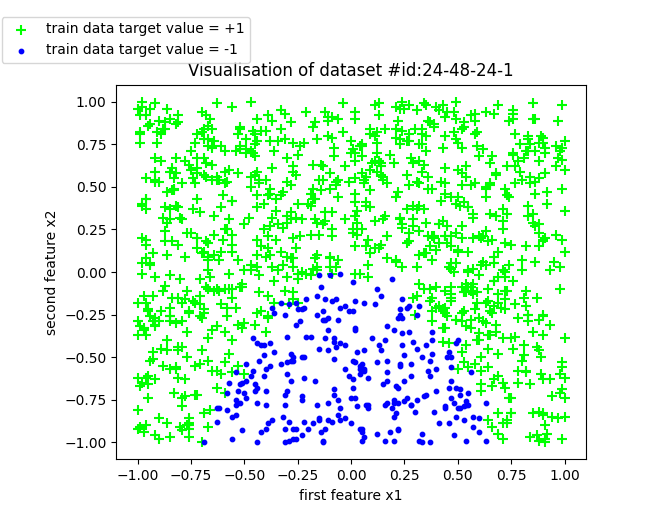 train data target value = +1
train data target value = -1
Visualisation of dataset #id:24-48-24-1
1.00
0.75
0.50
0.25
0.00
−0.25
−0.50
−0.75
−1.00
second feature x2
−1.00 −0.75 −0.50 −0.25 0.00 0.25 0.50 0.75 1.00
first feature x1